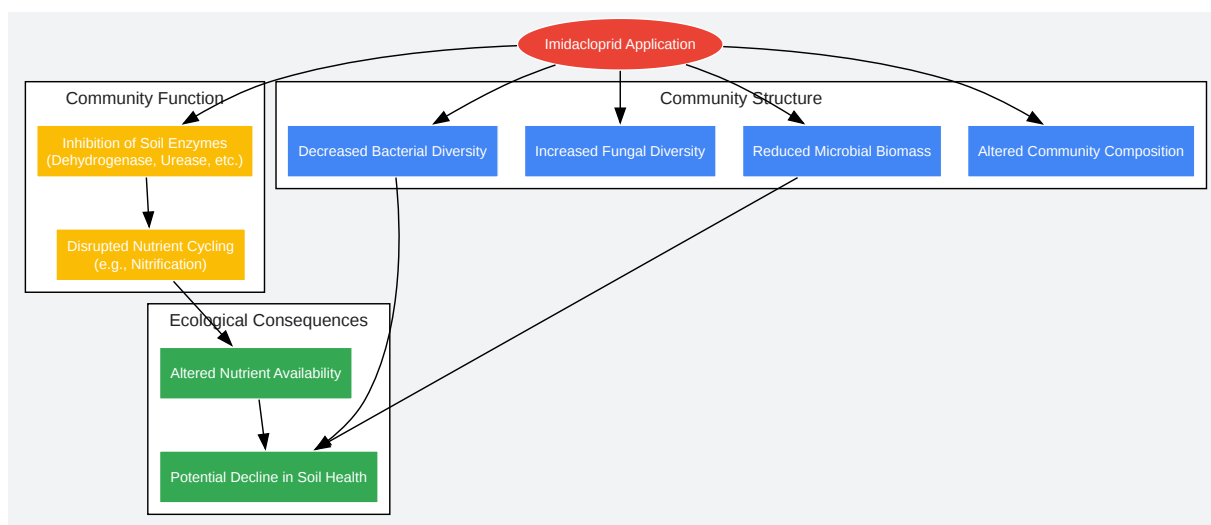 Imidacloprid Application
Community Function
Community Structure
Inhibition of Soil Enzymes
(Dehydrogenase, Urease, etc.)
Decreased Bacterial Diversity
Increased Fungal Diversity
Reduced Microbial Biomass
Altered Community Composition
Disrupted Nutrient Cycling
(e.g., Nitrification)
Ecological Consequences
Altered Nutrient Availability
Potential Decline in Soil Health